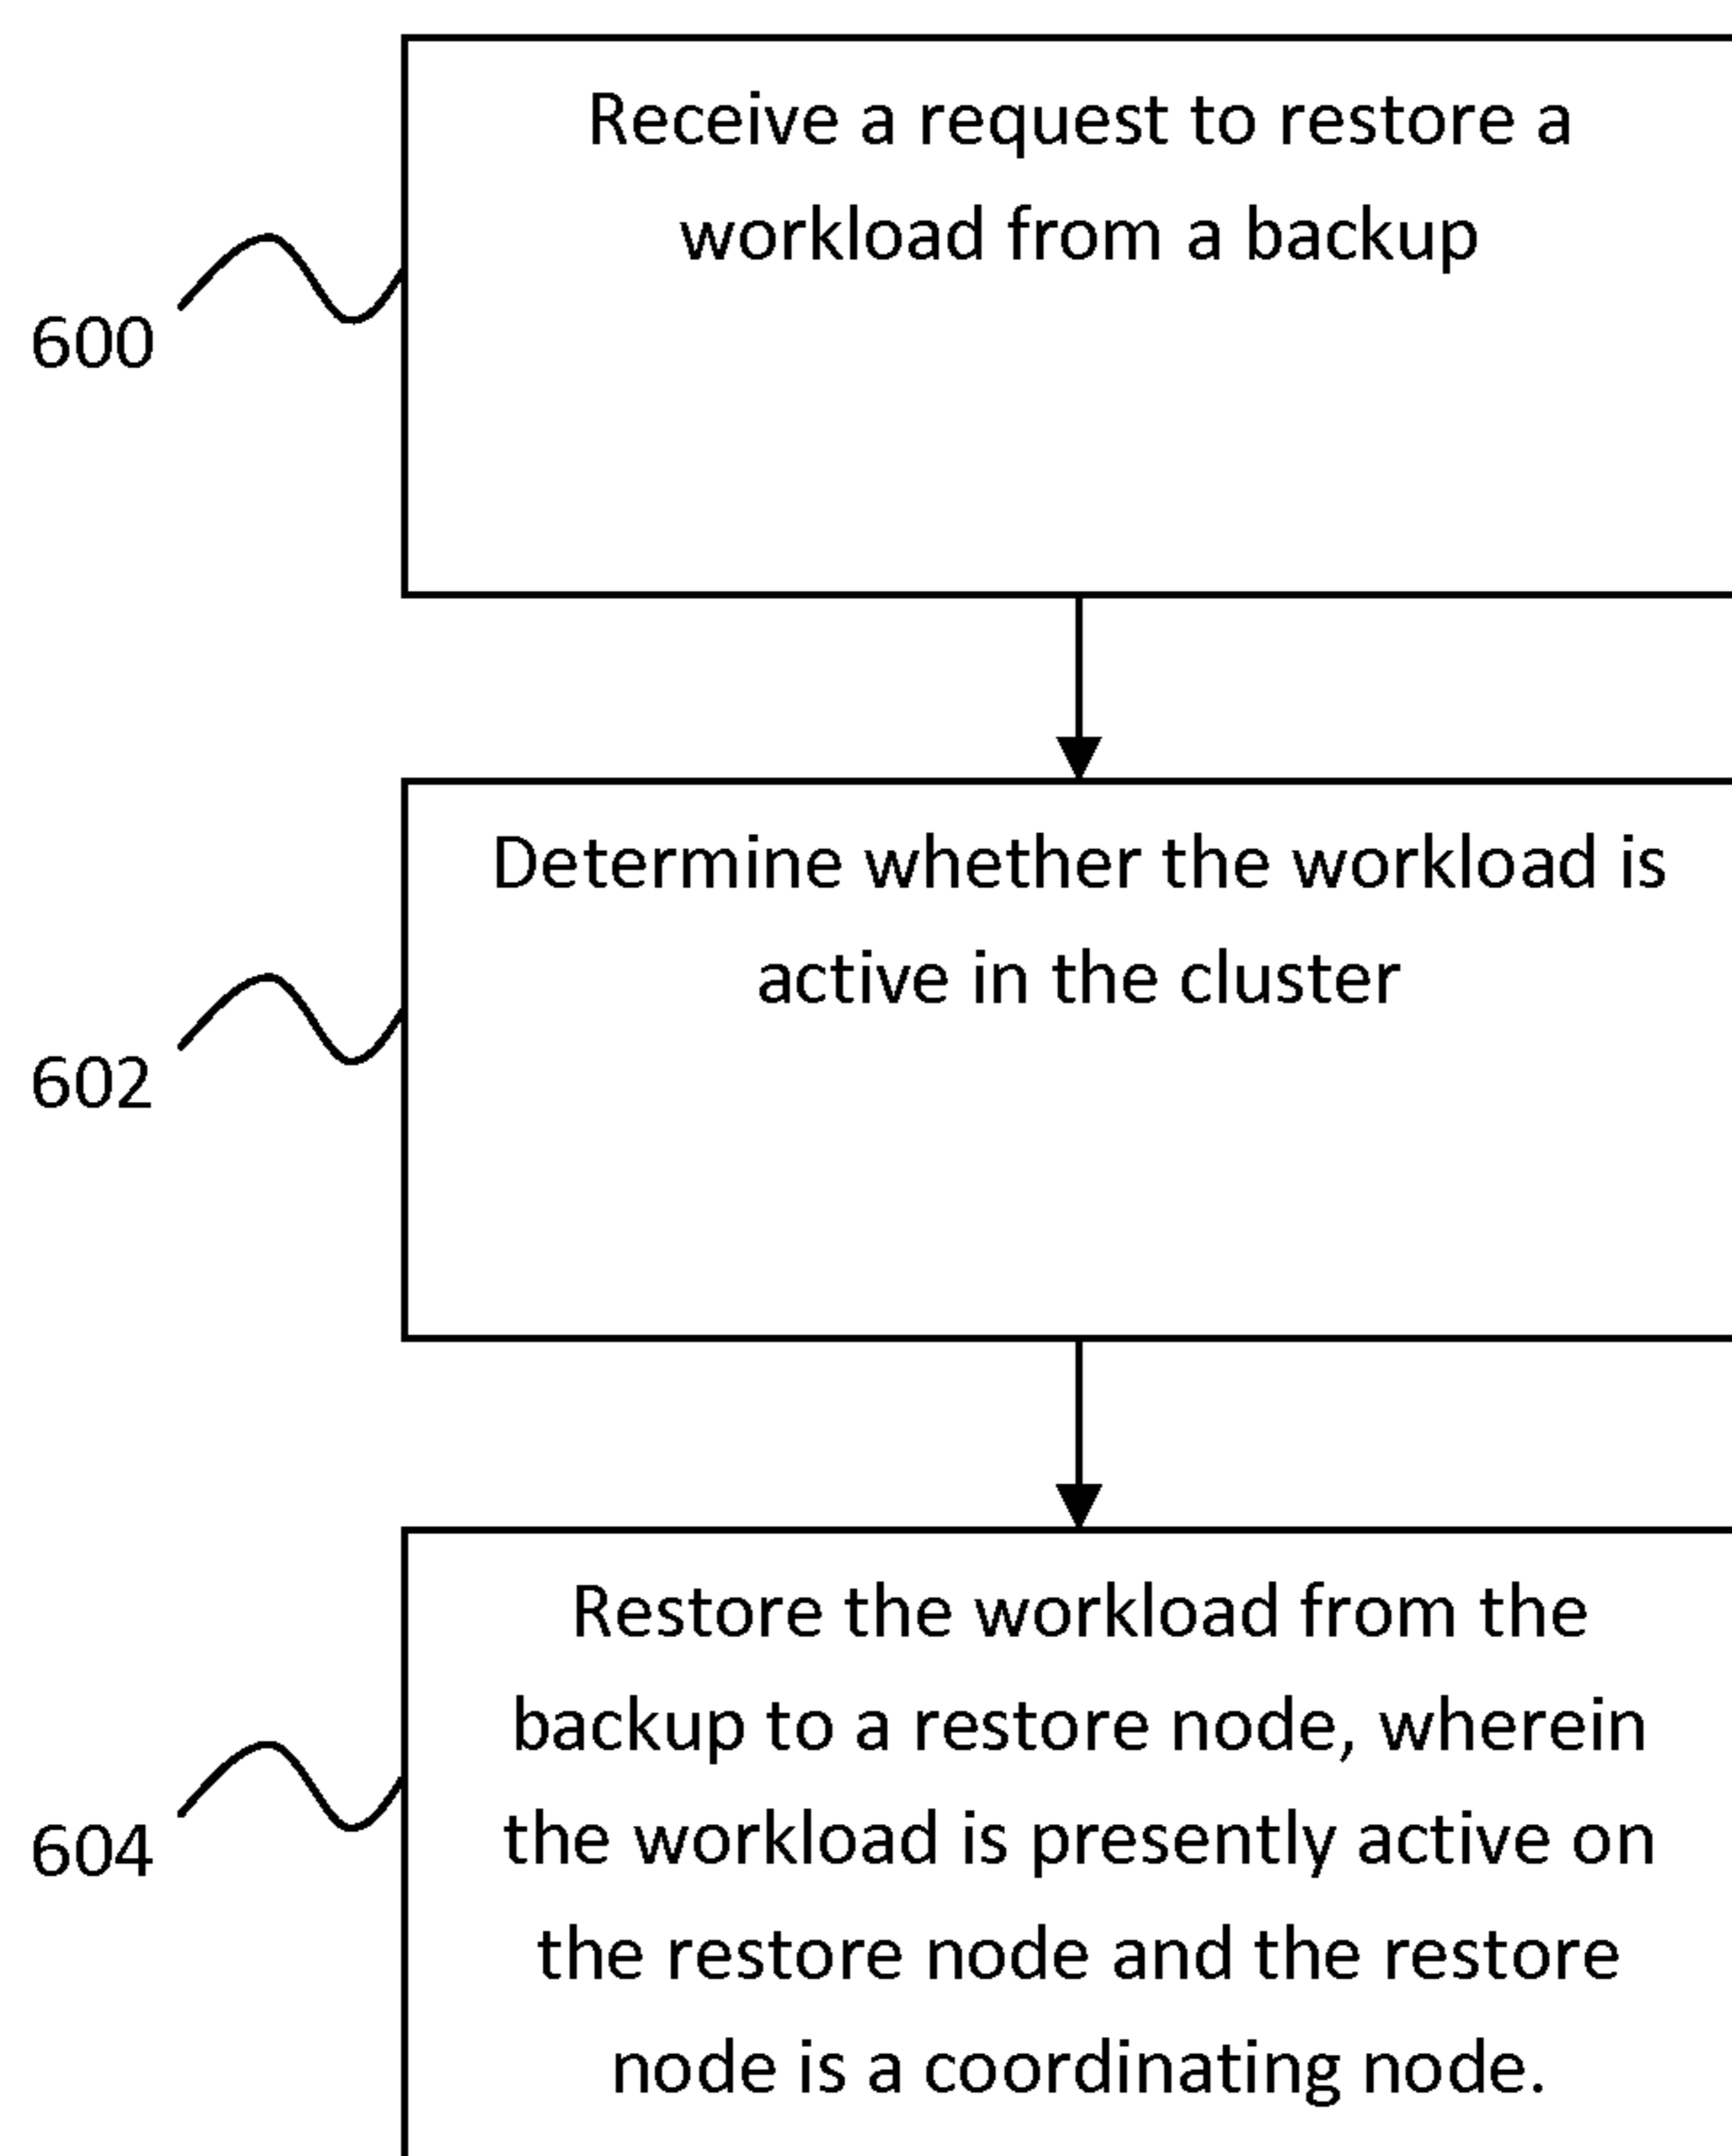 Receive a request to restore a
workload from a backup
600
Determine whether the workload is
active in the cluster
602
Restore the workload from the
backup to a restore node, wherein
the workload is presently active on
604
the restore node and the restore
node is a coordinating node.